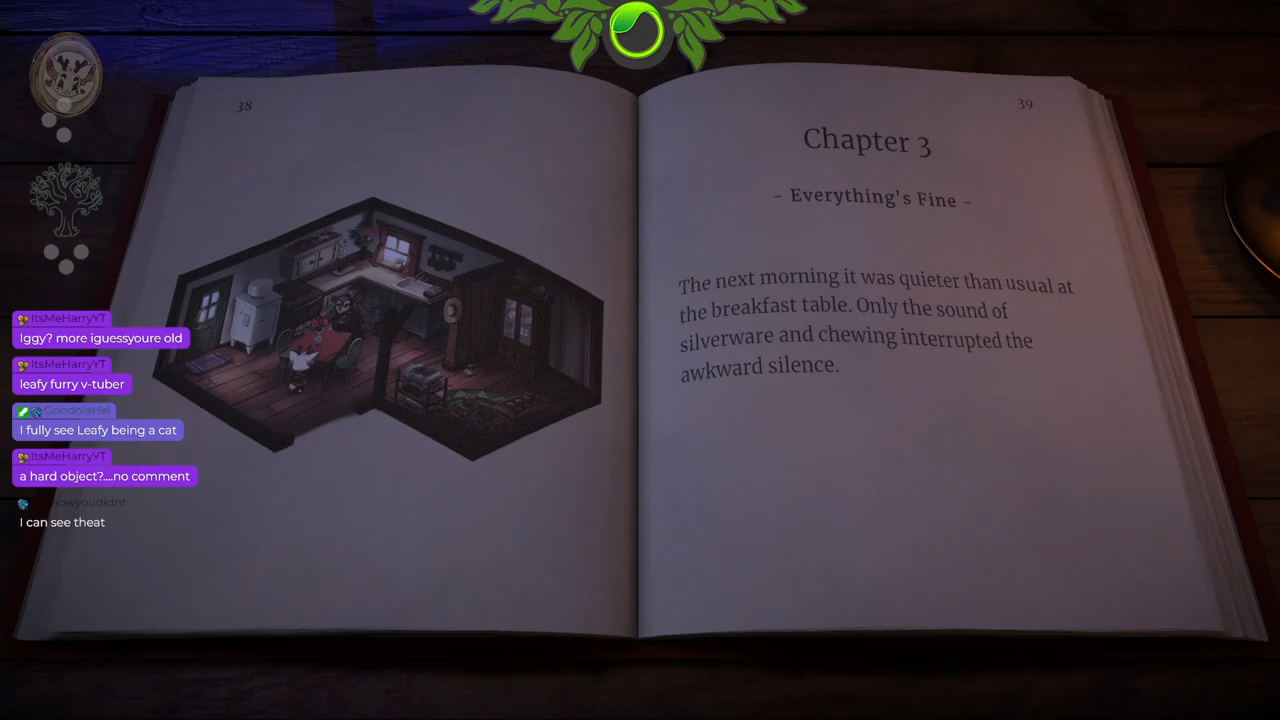 38
39
Chapter 3
- Everything's Fine -
The next morning it was quieter than usual at
the breakfast table. Only the sound of
silverware and chewing interrupted the
awkward silence.
ItsMeHarryYT
Iggy? more iguessyoure old
ItsMeHarryYT
leafy furry v-tuber
GondolaHei
I fully see Leafy being a cat
ItsMeHarryYT
a hard object?....no comment
I can see theat